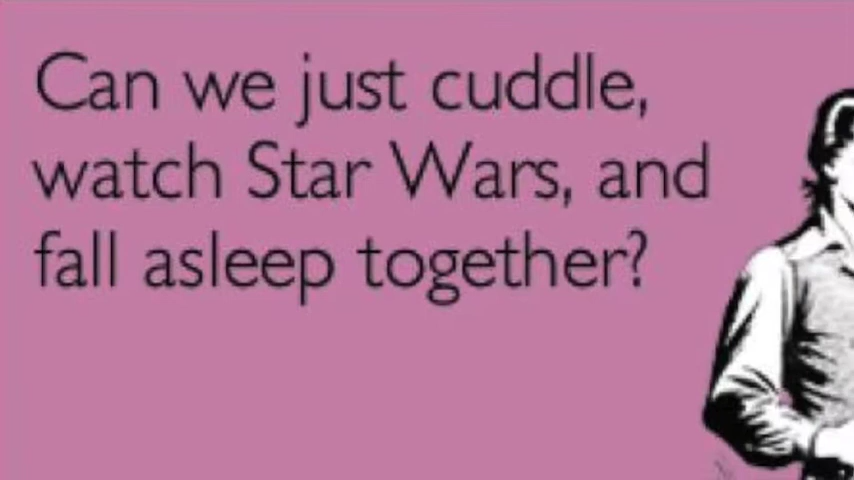 Can we just cuddle,
watch Star Wars, and
fall asleep together?